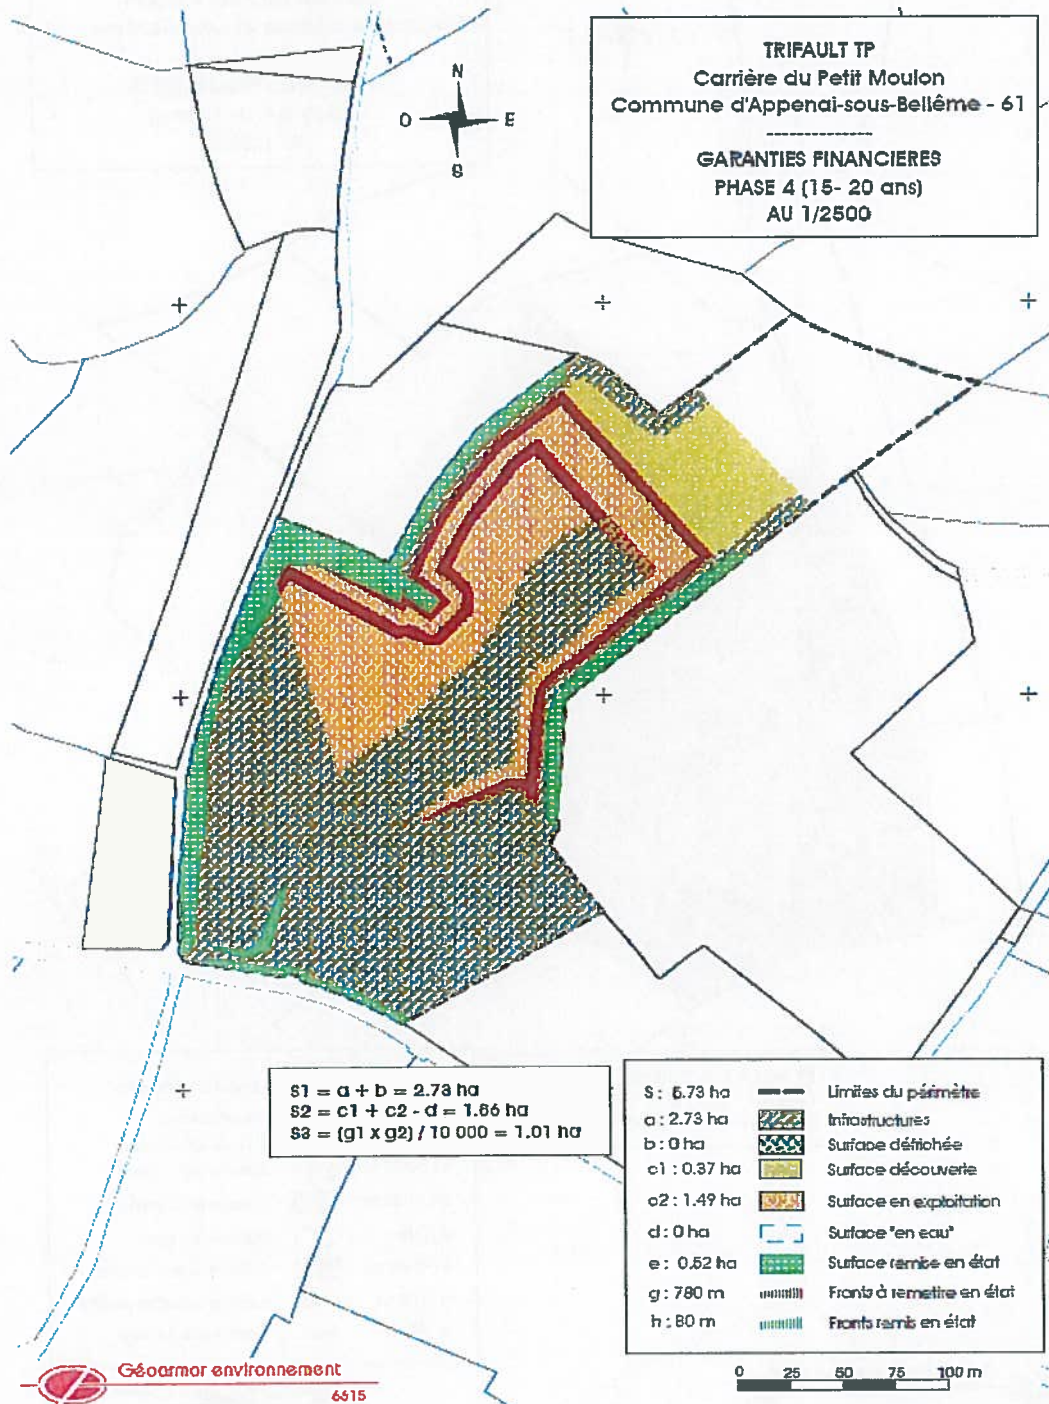 TRIFAULT TP
Carrière du Petit Moulon
Commune d'Appenai-sous-Bellême - 61
--------------
GARANTIES FINANCIERES
PHASE 4 (15- 20 ans)
AU 1/2500
N
O E
S
S1 = a + b = 2.73 ha
S2 = c1 + c2 - d = 1.86 ha
S3 = (g1 x g2) / 10 000 = 1.01 ha
S : 6.73 ha Limites du périmètre
a : 2.73 ha Infrastructures
b : 0 ha Surface défrichée
c1 : 0.37 ha Surface découverte
c2 : 1.49 ha Surface en exploitation
d : 0 ha Surface "en eau"
e : 0.52 ha Surface remise en état
g : 780 m Fronts à remettre en état
h : 80 m Fronts remis en état
0 25 50 75 100 m
Géoarmor environnement
6615